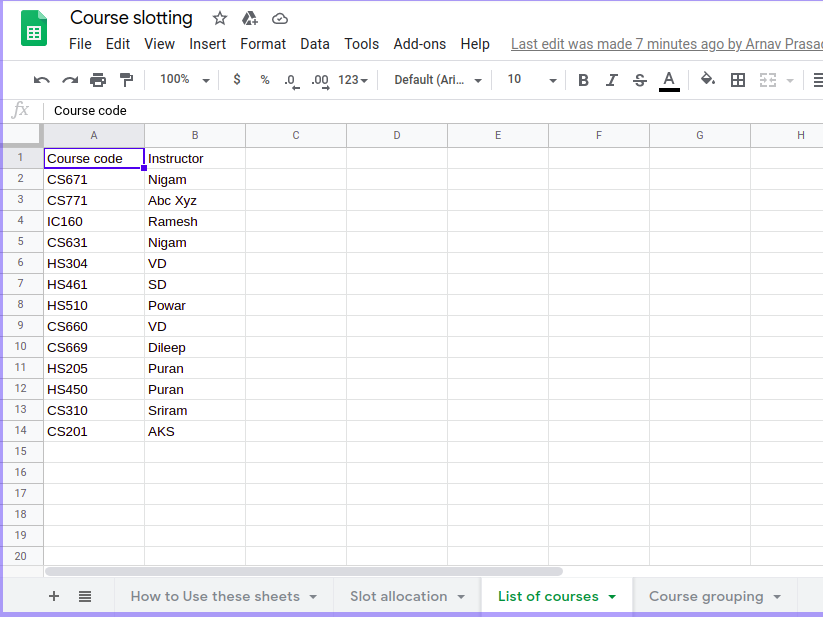 Course slotting
File Edit View Insert Format Data Tools Add-ons Help Last edit was made 7 minutes ago by Arnav
100% $ % .0 .00 123 Default (Ari... 10 B I S A
fx Course code
A B C D E F G H
1 Course code Instructor
2 CS671 Nigam
3 CS771 Abc Xyz
4 IC160 Ramesh
5 CS631 Nigam
6 HS304 VD
7 HS461 SD
8 HS510 Powar
9 CS660 VD
10 CS669 Dileep
11 HS205 Puran
12 HS450 Puran
13 CS310 Sriram
14 CS201 AKS
15
16
17
18
19
20
How to Use these sheets Slot allocation List of courses Course grouping